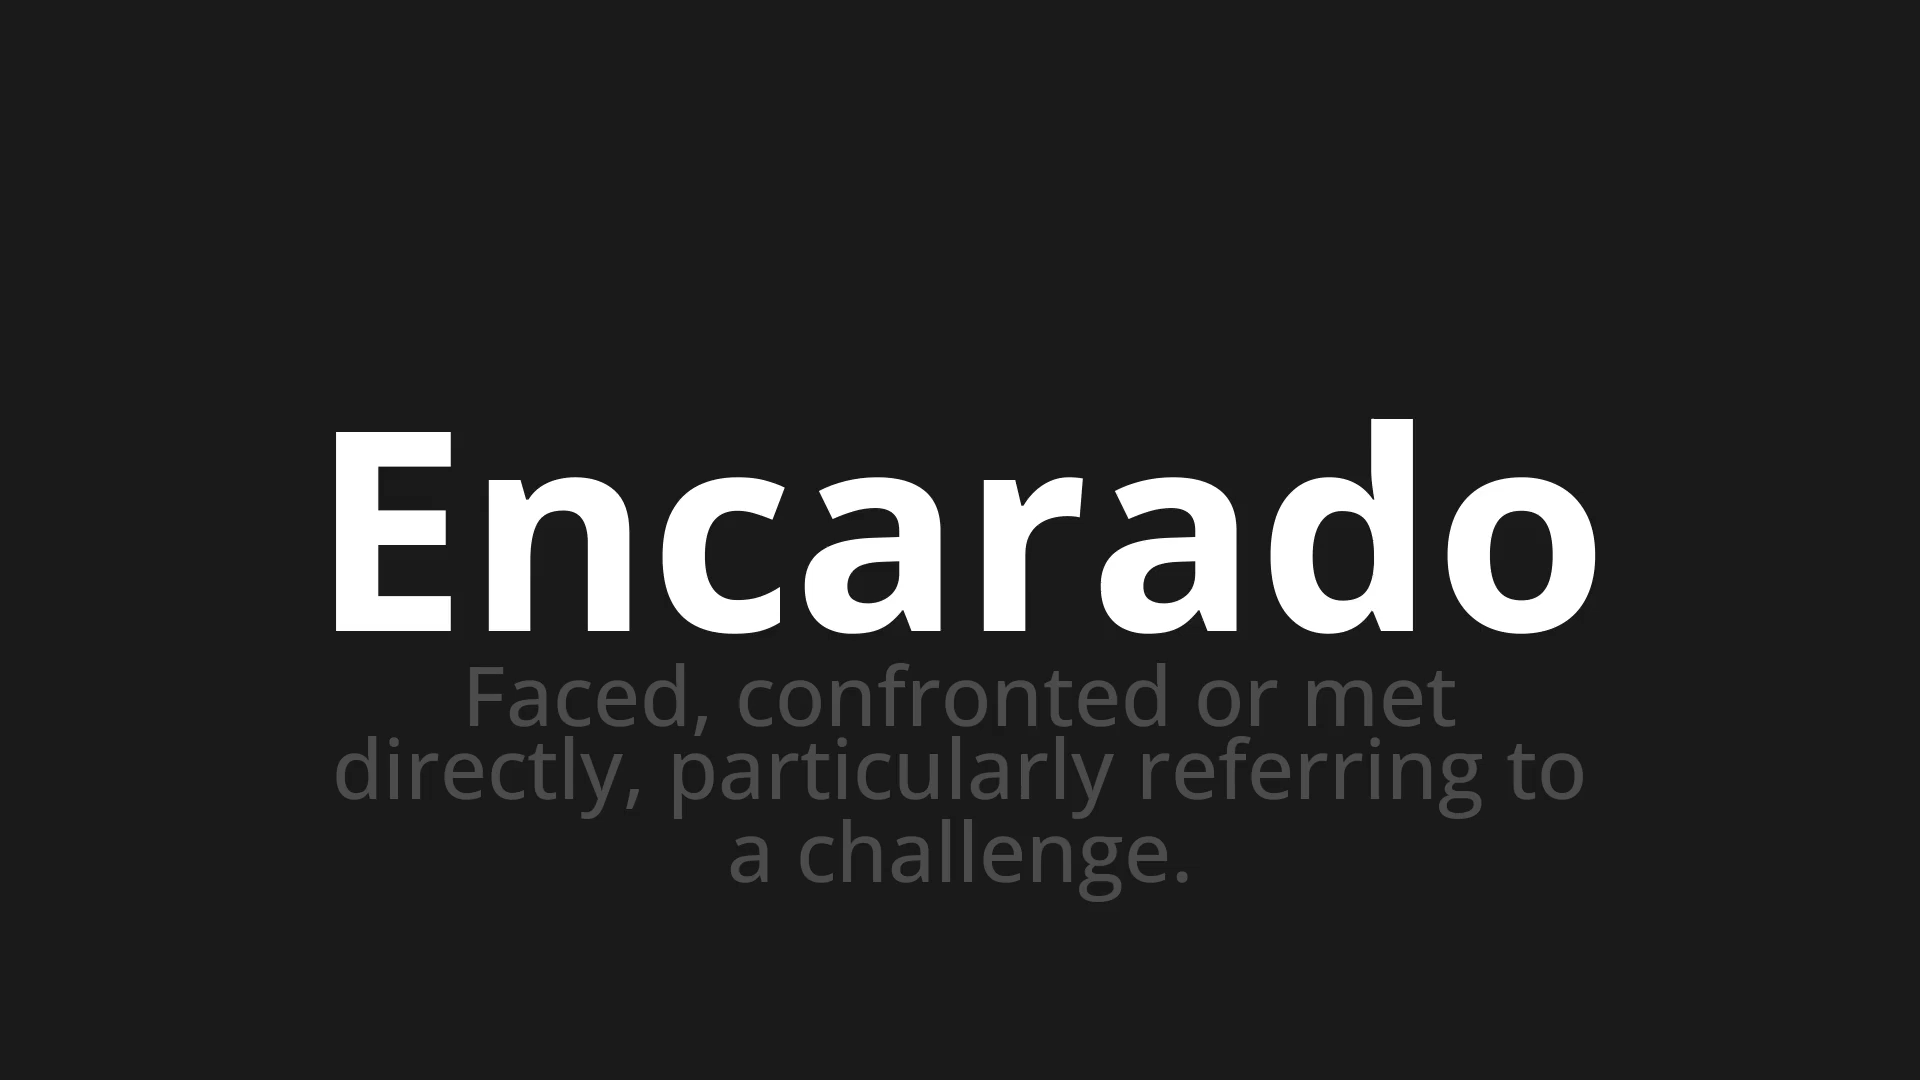 Encarado
Faced, confronted or met
directly, particularly referring to
a challenge.